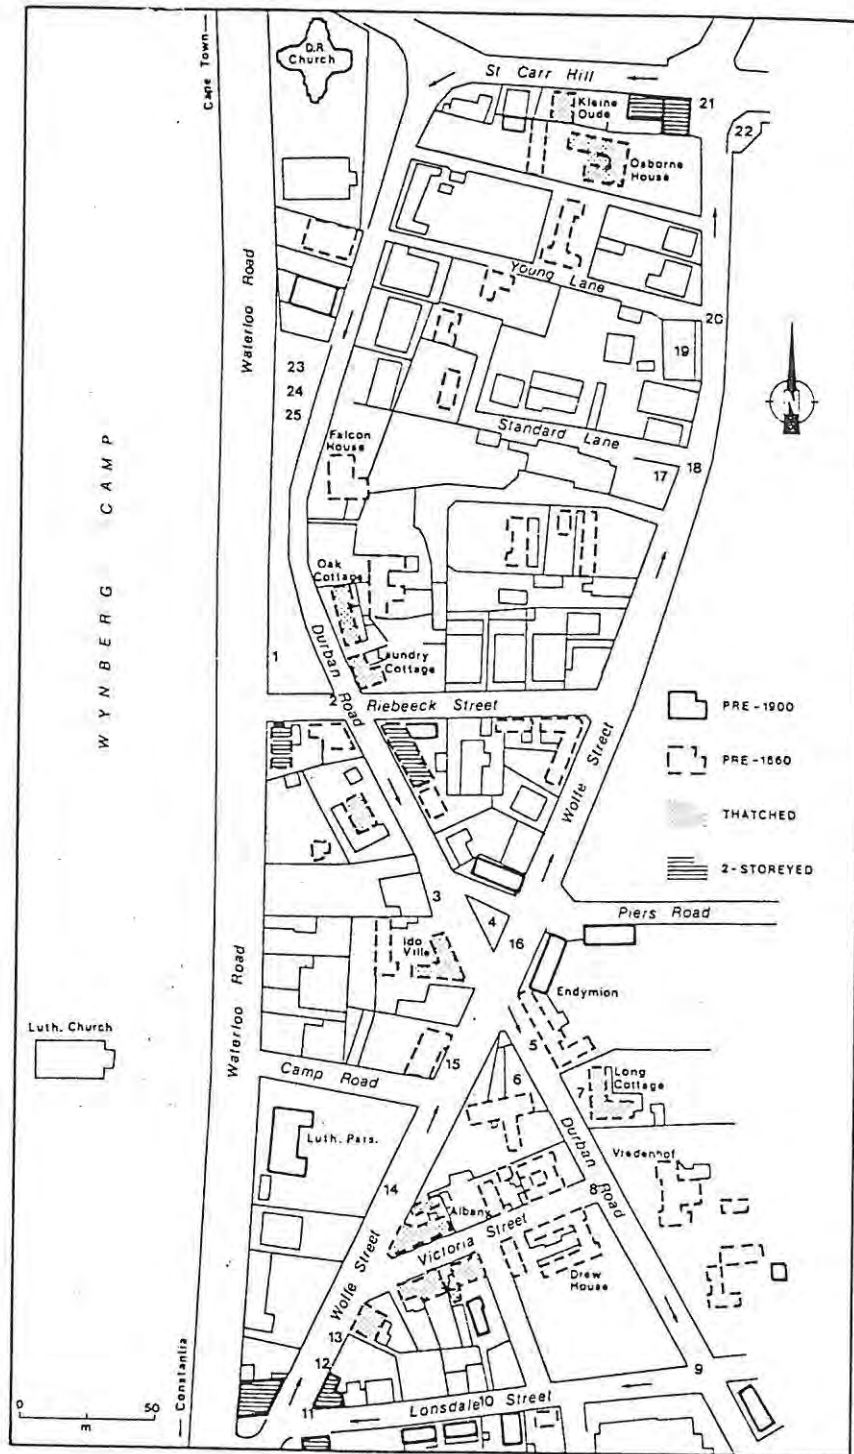 Cape Town
D.R.
Church
St Carr Hill
21
Kleine
Oude
22
Osborne
House
Waterloo Road
Young Lane
20
19
23
24
25
Standard Lane
18
17
Falcon
House
WYNBERG CAMP
Oak
Cottage
Durban Road
Laundry
Cottage
1
2
Riebeeck Street
Wolfe Street
PRE-1900
PRE-1860
THATCHED
2-STOREYED
3
4
Piers Road
16
Ido
Ville
Waterloo Road
Endymion
Luth. Church
5
15
Camp Road
6
Long
Cottage
7
Luth. Pars.
Durban Road
Vredenhof
14
8
Albany
Victoria Street
Wolfe Street
Drew
House
13
12
9
Constantia
11
Lonsdale Street
10
0
50
m